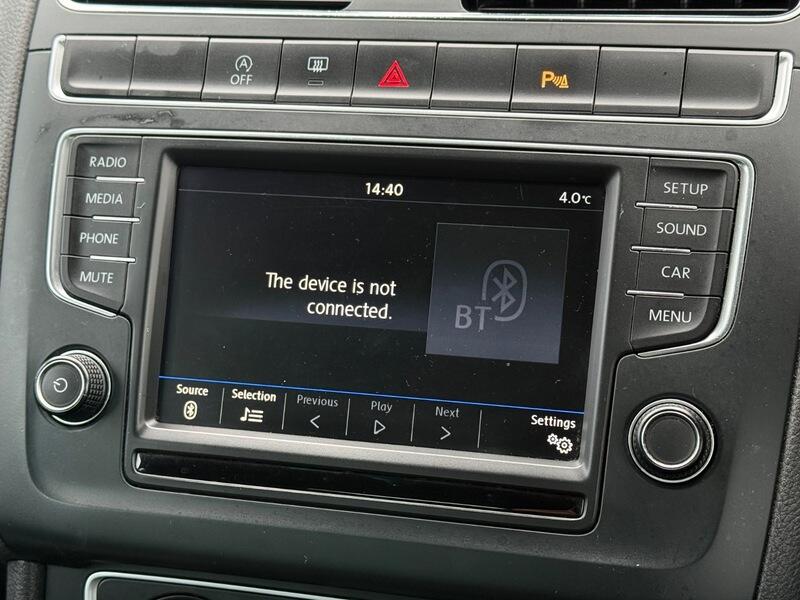 A
OFF
P
RADIO
MEDIA
PHONE
MUTE
14:40
4.0°C
The device is not
connected.
BT
Source
Selection
Previous
Play
Next
Settings
SETUP
SOUND
CAR
MENU